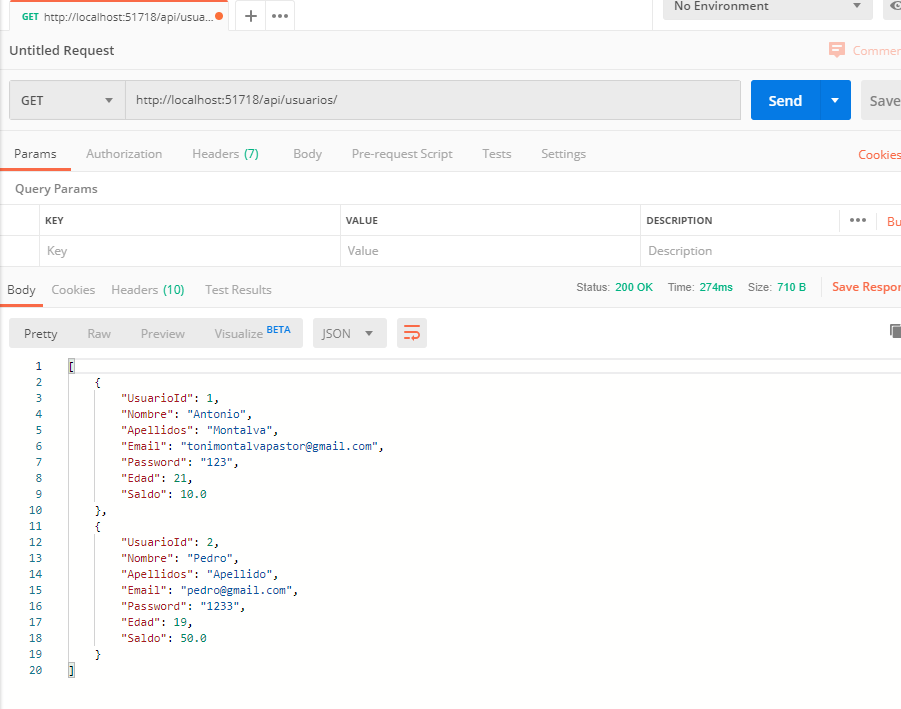 GET http://localhost:51718/api/usua...
No Environment
Untitled Request
GET http://localhost:51718/api/usuarios/ Send Save
Params Authorization Headers (7) Body Pre-request Script Tests Settings Cookies
Query Params
KEY VALUE DESCRIPTION
Key Value Description
Body Cookies Headers (10) Test Results Status: 200 OK Time: 274ms Size: 710 B
Pretty Raw Preview Visualize BETA JSON
1 [
2 {
3 "UsuarioId": 1,
4 "Nombre": "Antonio",
5 "Apellidos": "Montalva",
6 "Email": "tonimontalvapastor@gmail.com",
7 "Password": "123",
8 "Edad": 21,
9 "Saldo": 10.0
10 },
11 {
12 "UsuarioId": 2,
13 "Nombre": "Pedro",
14 "Apellidos": "Apellido",
15 "Email": "pedro@gmail.com",
16 "Password": "1233",
17 "Edad": 19,
18 "Saldo": 50.0
19 }
20 ]